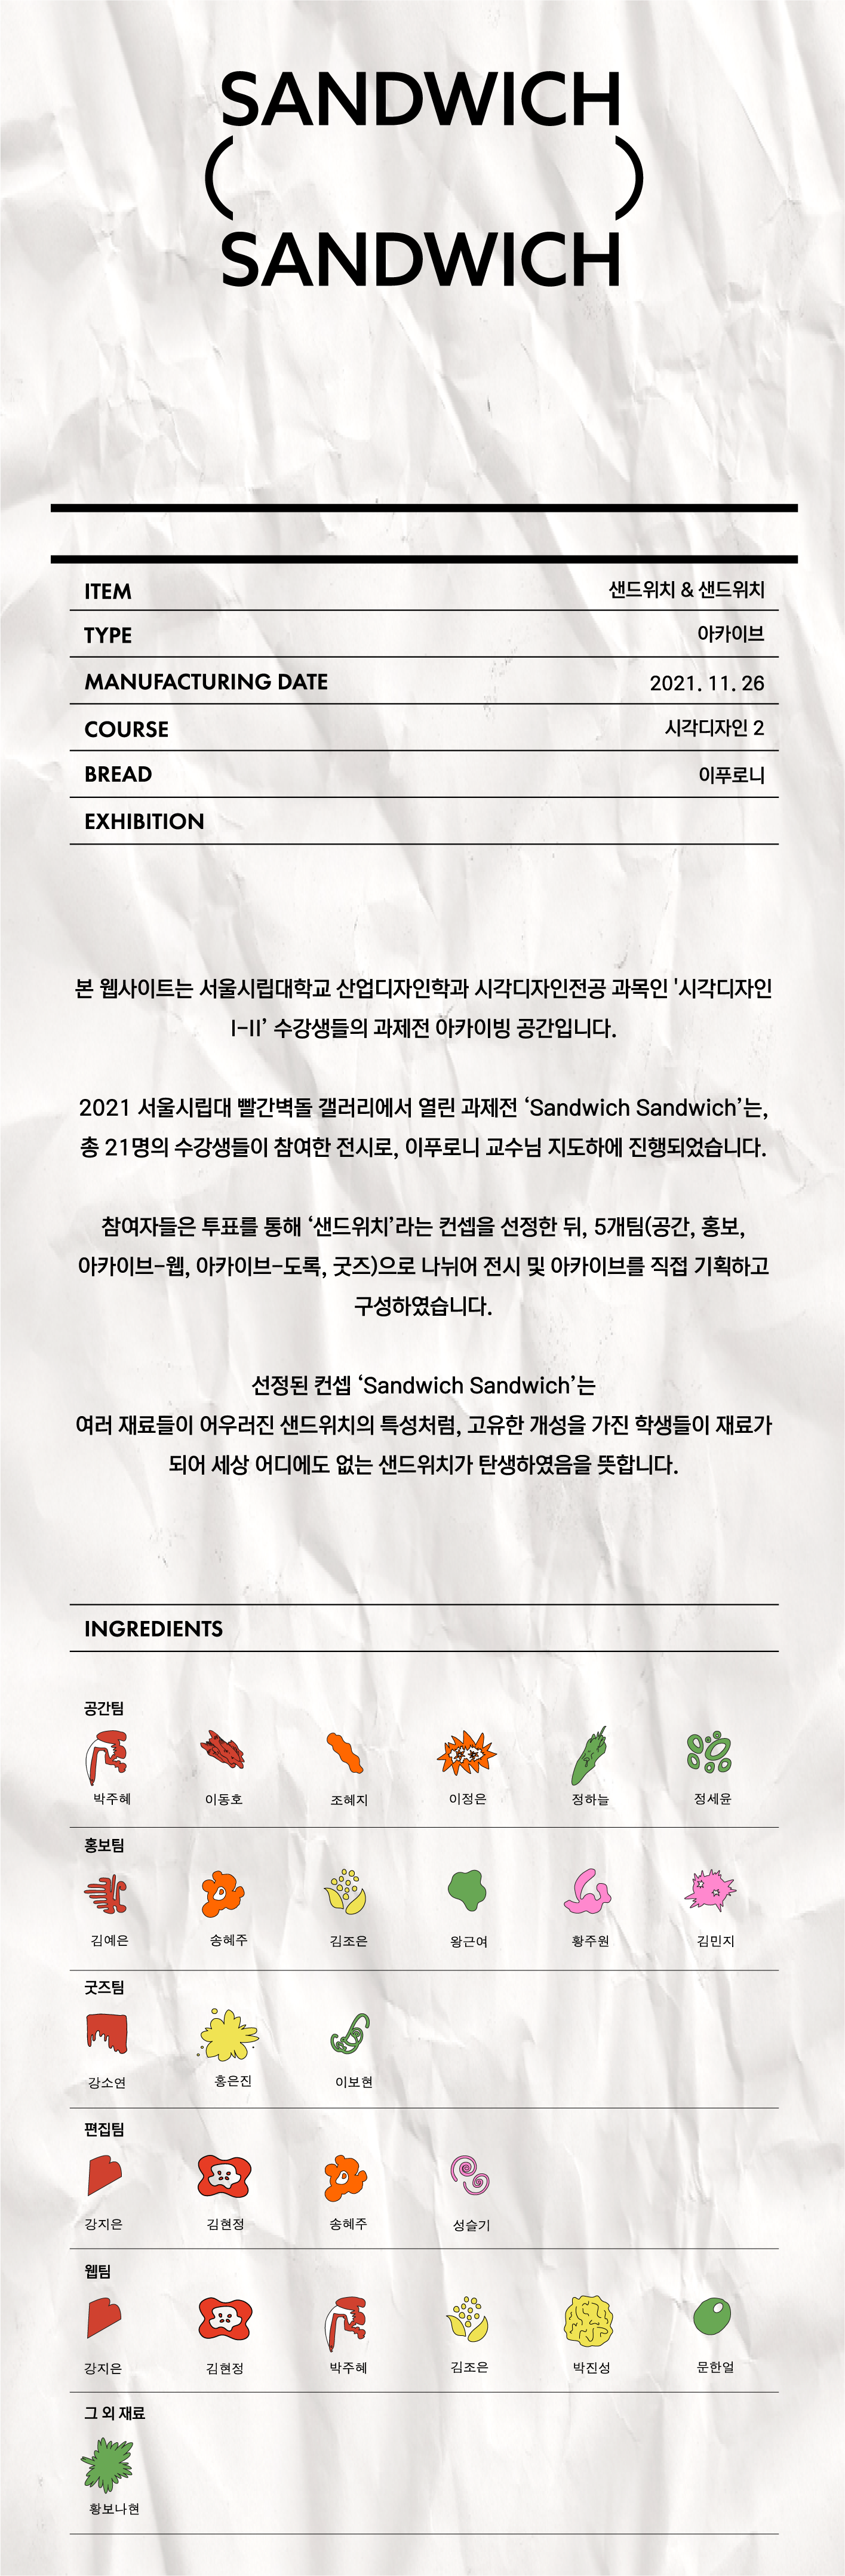 SANDWICH
(      )
SANDWICH
ITEM 샌드위치 & 샌드위치
TYPE 아카이브
MANUFACTURING DATE 2021. 11. 26
COURSE 시각디자인 2
BREAD 이푸로니
EXHIBITION
본 웹사이트는 서울시립대학교 산업디자인학과 시각디자인전공 과목인 '시각디자인
I-II’ 수강생들의 과제전 아카이빙 공간입니다.
2021 서울시립대 빨간벽돌 갤러리에서 열린 과제전 ‘Sandwich Sandwich’는,
총 21명의 수강생들이 참여한 전시로, 이푸로니 교수님 지도하에 진행되었습니다.
참여자들은 투표를 통해 ‘샌드위치’라는 컨셉을 선정한 뒤, 5개팀(공간, 홍보,
아카이브-웹, 아카이브-도록, 굿즈)으로 나뉘어 전시 및 아카이브를 직접 기획하고
구성하였습니다.
선정된 컨셉 ‘Sandwich Sandwich’는
여러 재료들이 어우러진 샌드위치의 특성처럼, 고유한 개성을 가진 학생들이 재료가
되어 세상 어디에도 없는 샌드위치가 탄생하였음을 뜻합니다.
INGREDIENTS
공간팀
박주혜 이동호 조혜지 이정은 정하늘 정세윤
홍보팀
김예은 송혜주 김조은 왕근여 황주원 김민지
굿즈팀
강소연 홍은진 이보현
편집팀
강지은 김현정 송혜주 성슬기
웹팀
강지은 김현정 박주혜 김조은 박진성 문한얼
그 외 재료
황보나현